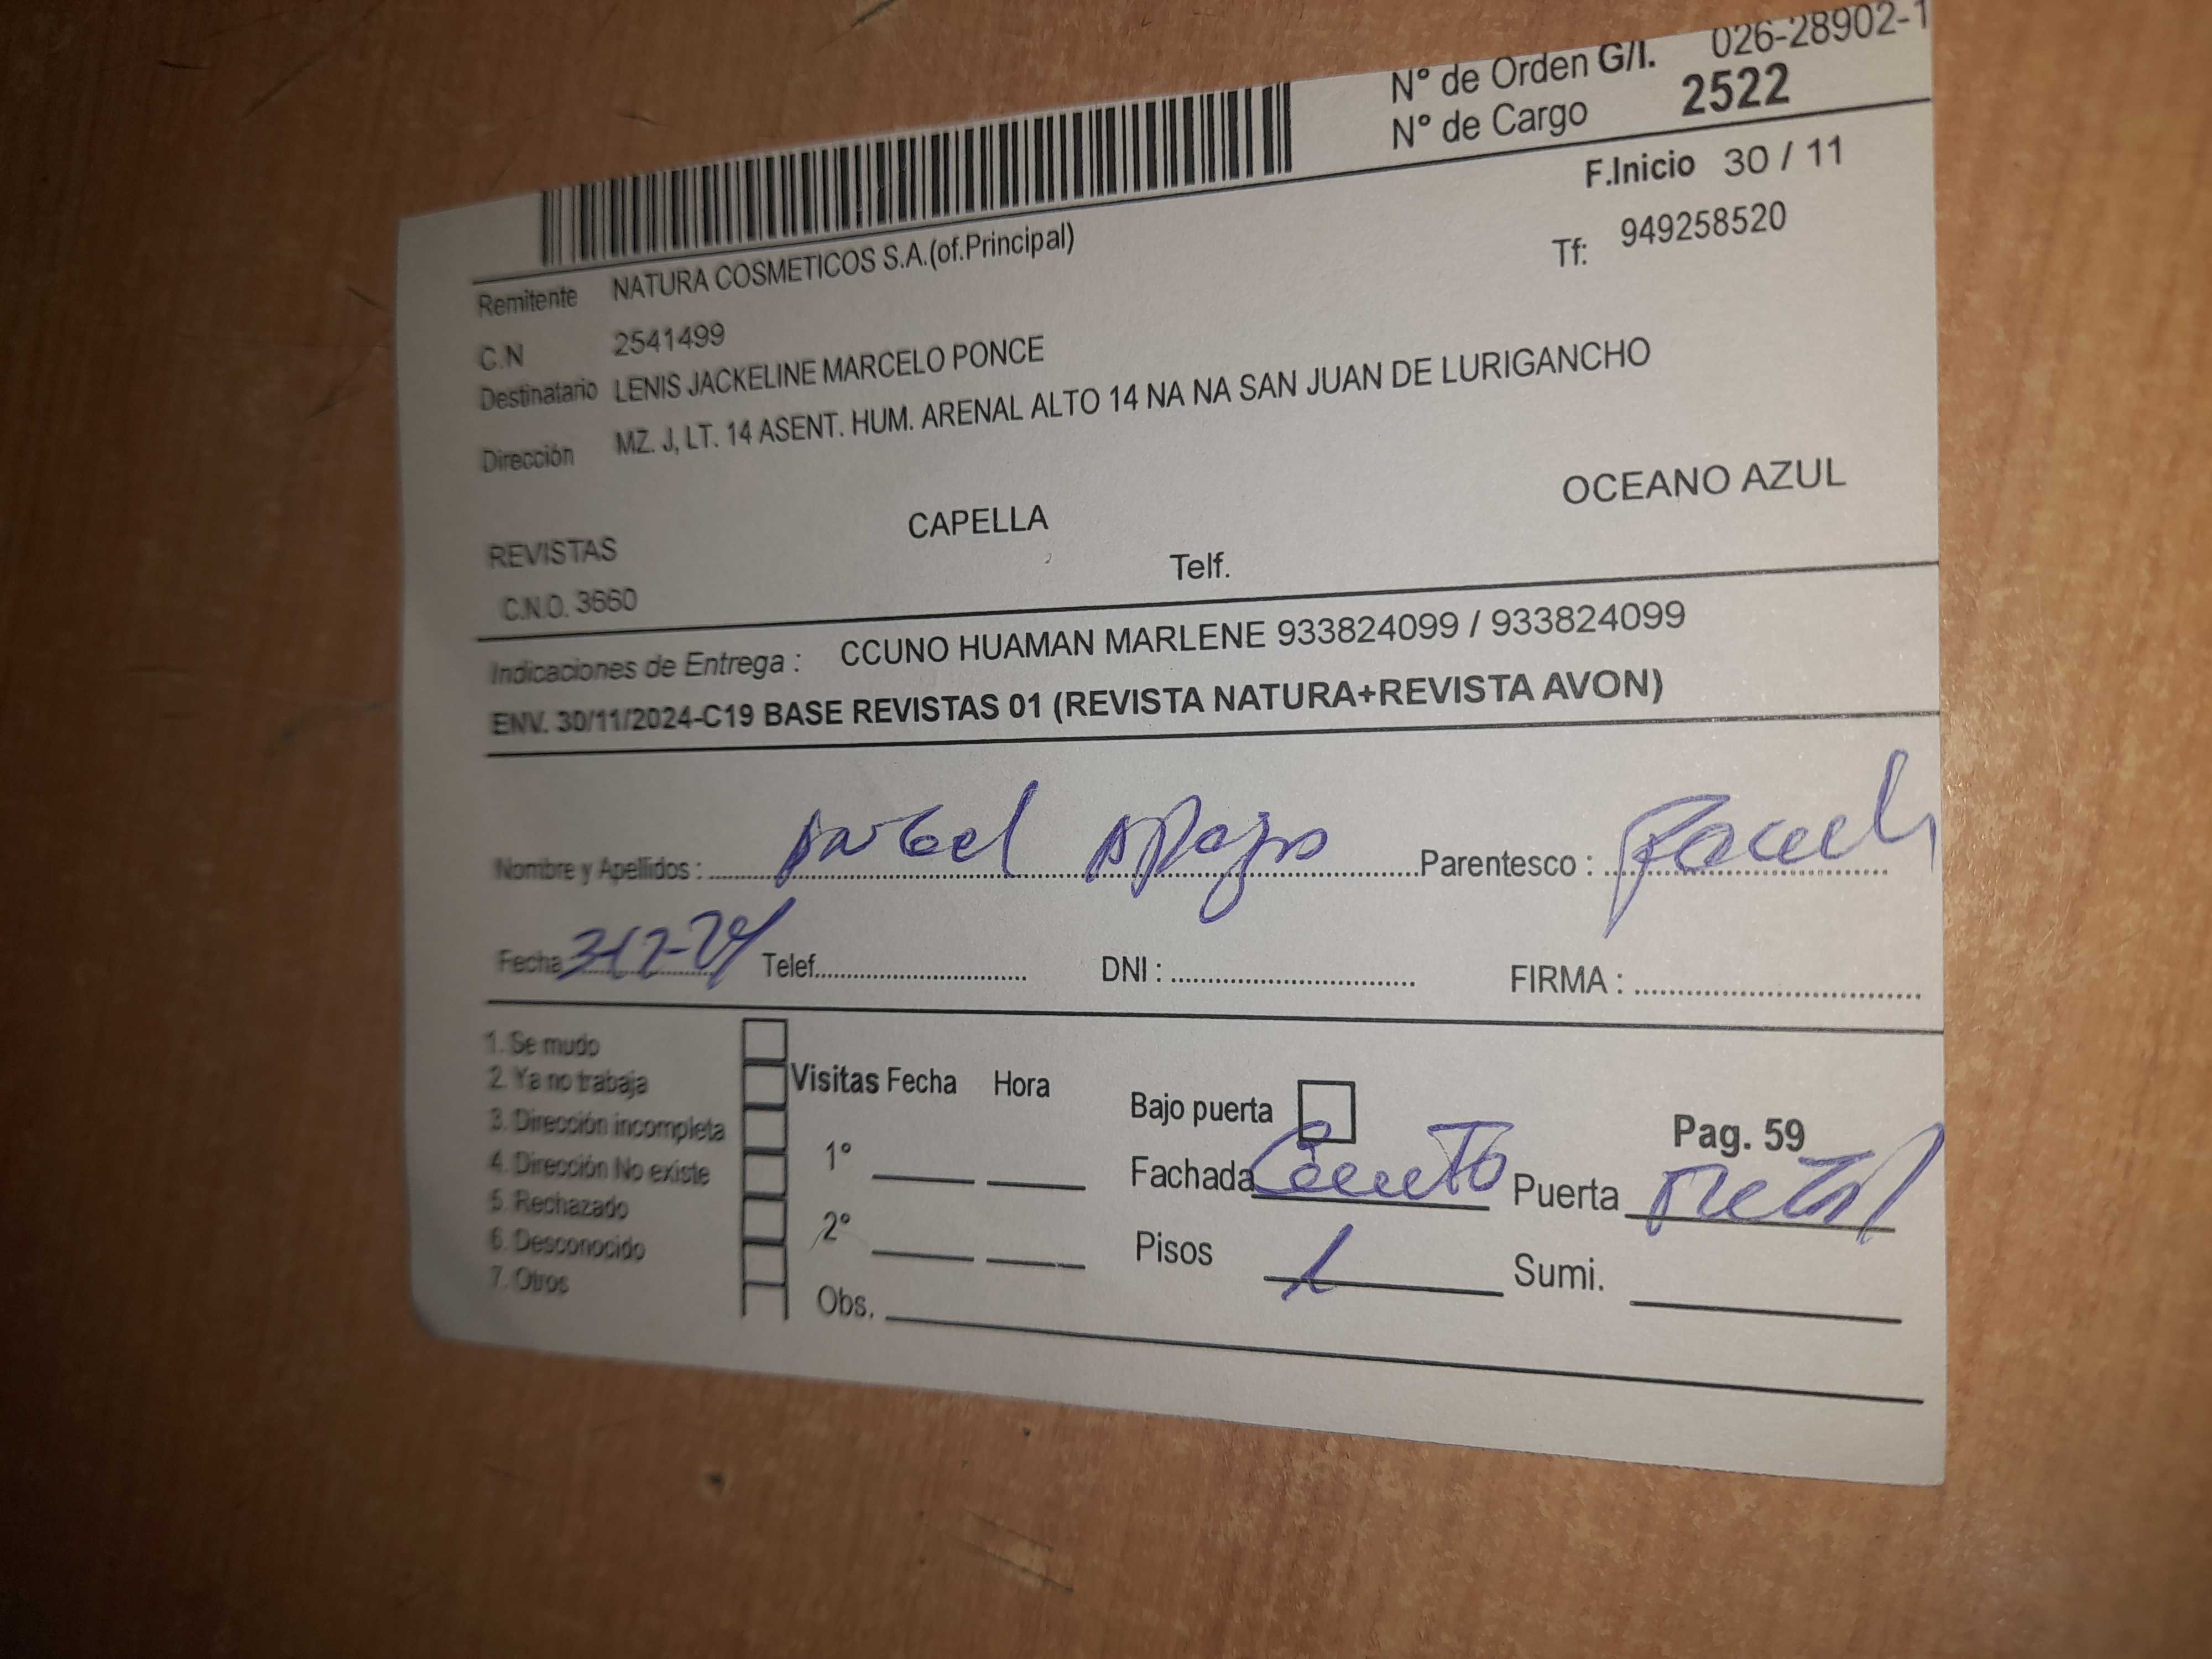 N° de Orden G/I. 026-28902-1
N° de Cargo 2522
F.Inicio 30 / 11
Remitente NATURA COSMETICOS S.A.(of.Principal)
Tf: 949258520
C.N 2541499
Destinatario LENIS JACKELINE MARCELO PONCE
Dirección MZ. J, LT. 14 ASENT. HUM. ARENAL ALTO 14 NA NA SAN JUAN DE LURIGANCHO
REVISTAS CAPELLA OCEANO AZUL
C.N.O. 3660 Telf.
Indicaciones de Entrega : CCUNO HUAMAN MARLENE 933824099 / 933824099
ENV. 30/11/2024-C19 BASE REVISTAS 01 (REVISTA NATURA+REVISTA AVON)
Nombre y Apellidos : Parentesco :
Fecha 3-12-24 Telef. DNI : FIRMA :
1. Se mudo
2. Ya no trabaja
3. Dirección incompleta
4. Dirección No existe
5. Rechazado
6. Desconocido
7. Otros
Visitas Fecha Hora
1°
2°
Obs.
Bajo puerta
Pag. 59
Fachada Puerta Metal
Pisos 1 Sumi.